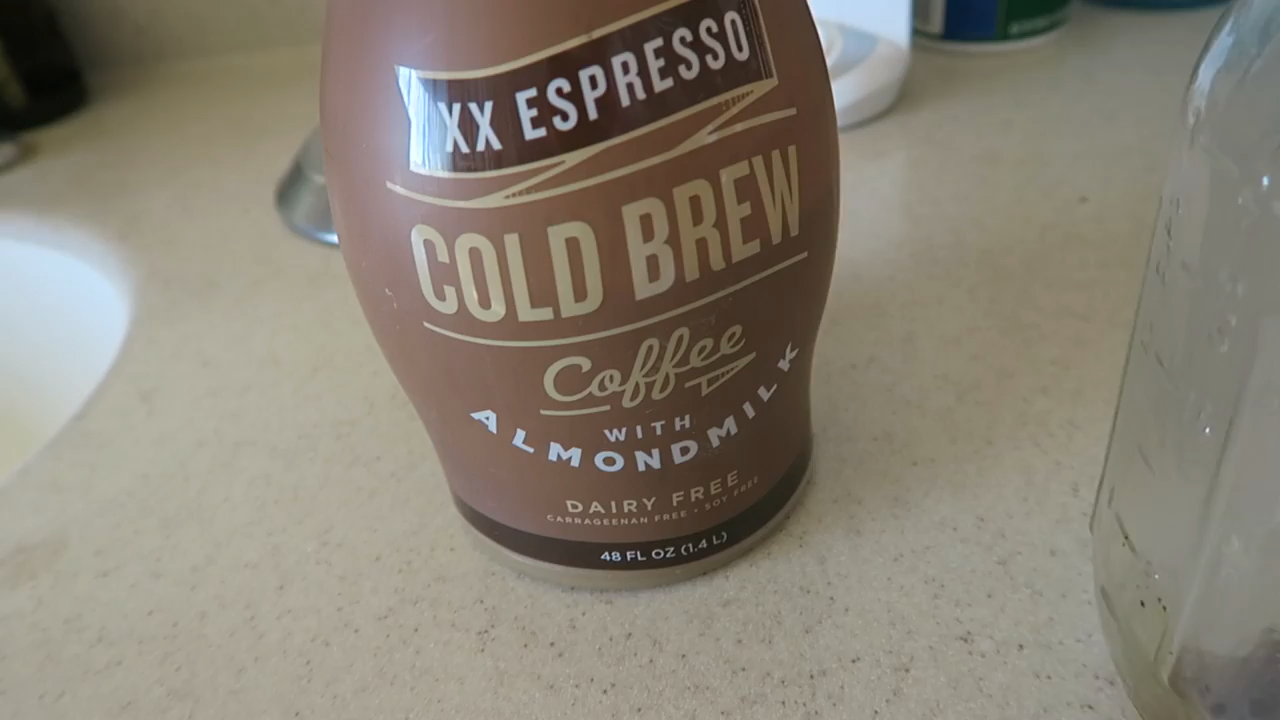 XX ESPRESSO
COLD BREW
Coffee
WITH
ALMONDMILK
DAIRY FREE
CARRAGEENAN FREE • SOY FREE
48 FL OZ (1.4 L)